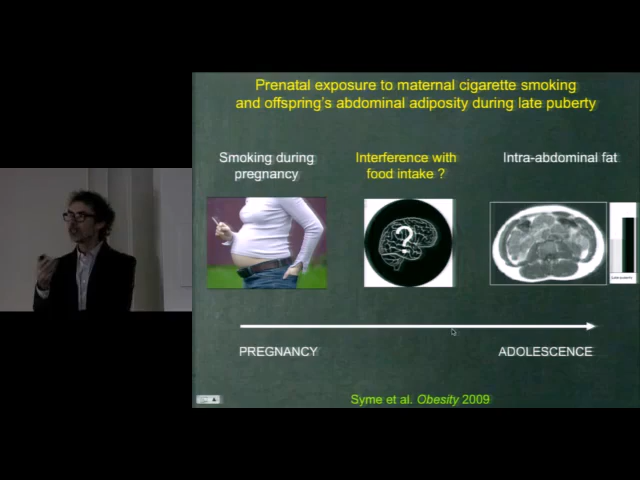 Prenatal exposure to maternal cigarette smoking
and offspring's abdominal adiposity during late puberty
Smoking during
pregnancy
Interference with
food intake ?
Intra-abdominal fat
?
PREGNANCY
ADOLESCENCE
Syme et al. Obesity 2009